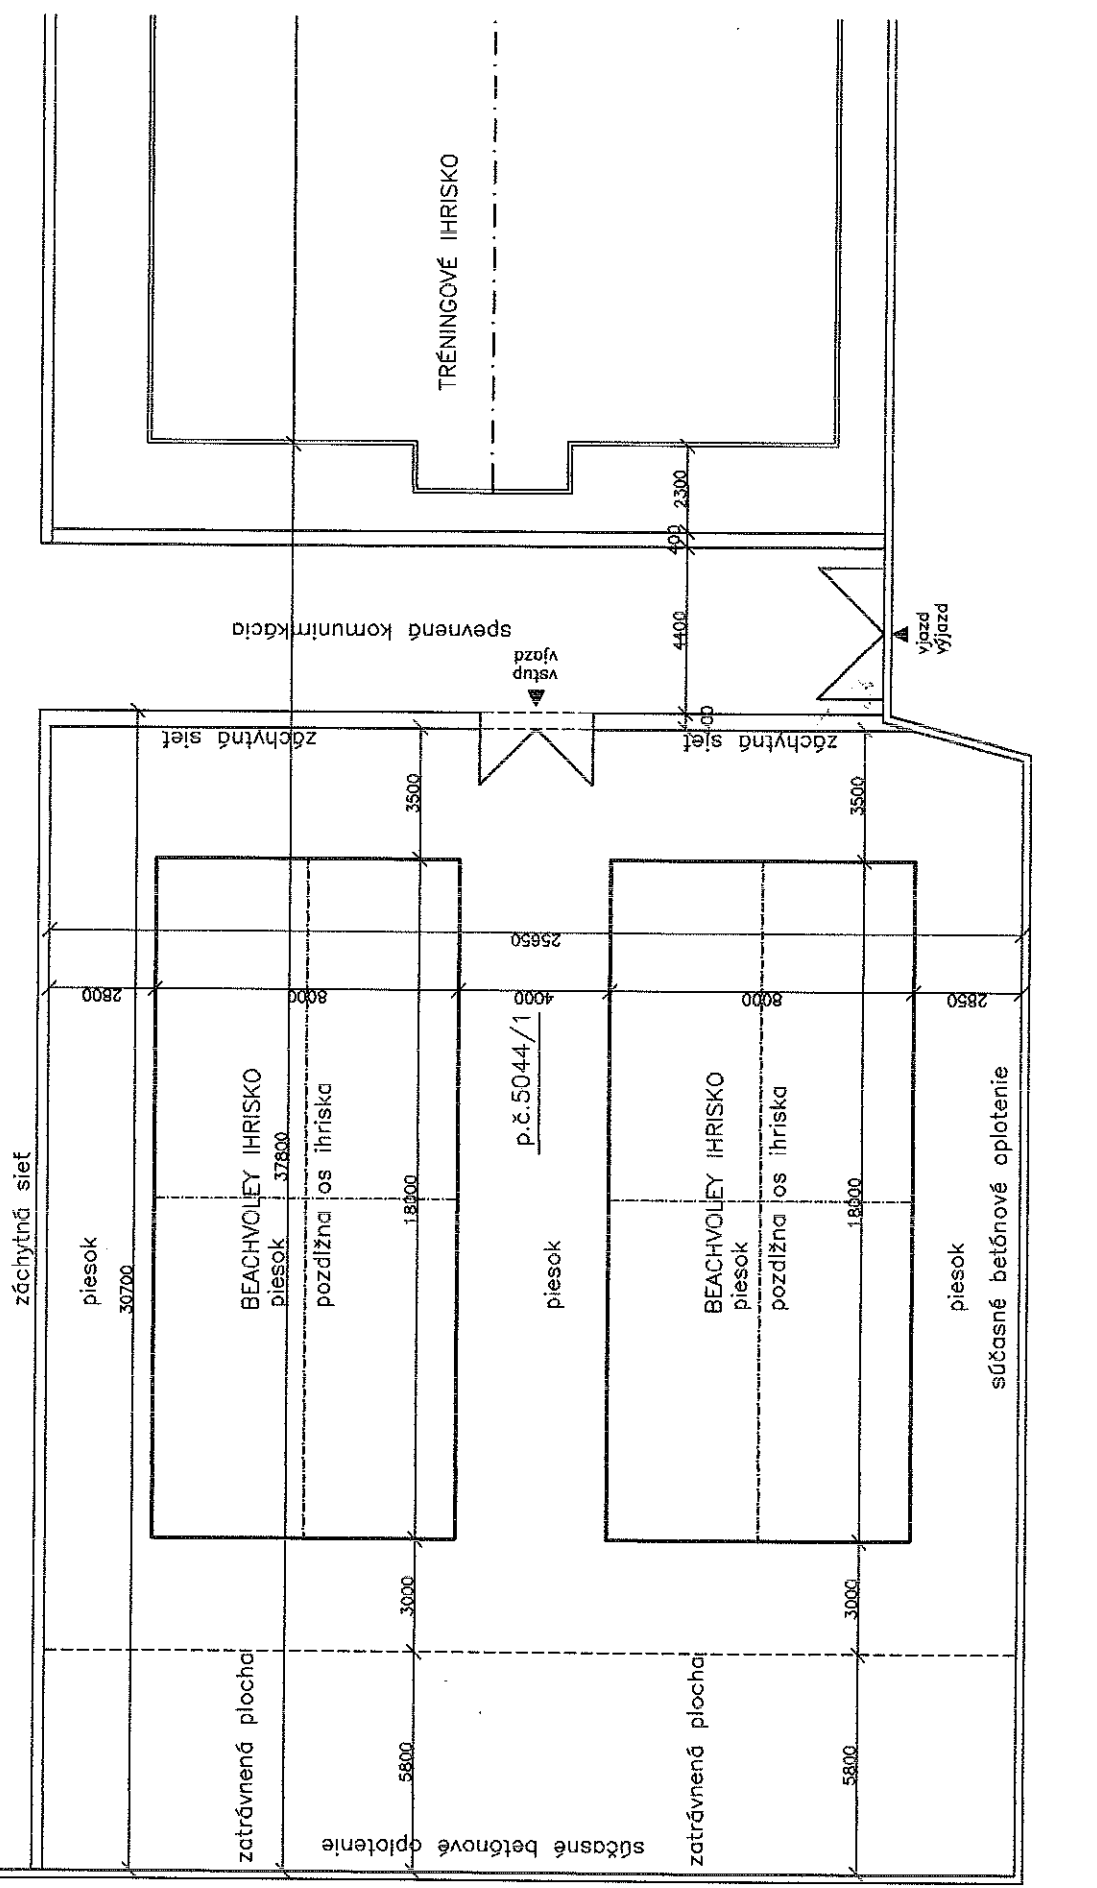 TRÉNINGOVÉ IHRISKO
2300
400
4400
spevnená komunikácia
vstup
vjazd
vjazd
výjazd
záchytná sieť
záchytná sieť
3500
3500
25650
2800
8000
4000
8000
2850
záchytná sieť
piesok
30700
BEACHVOLEY IHRISKO
piesok
37800
pozdĺžna os ihriska
18000
p.č.5044/1
piesok
BEACHVOLEY IHRISKO
piesok
pozdĺžna os ihriska
18000
piesok
súčasné betónové oplotenie
3000
3000
zatrávnená plocha
5800
zatrávnená plocha
5800
súčasné betónové oplotenie